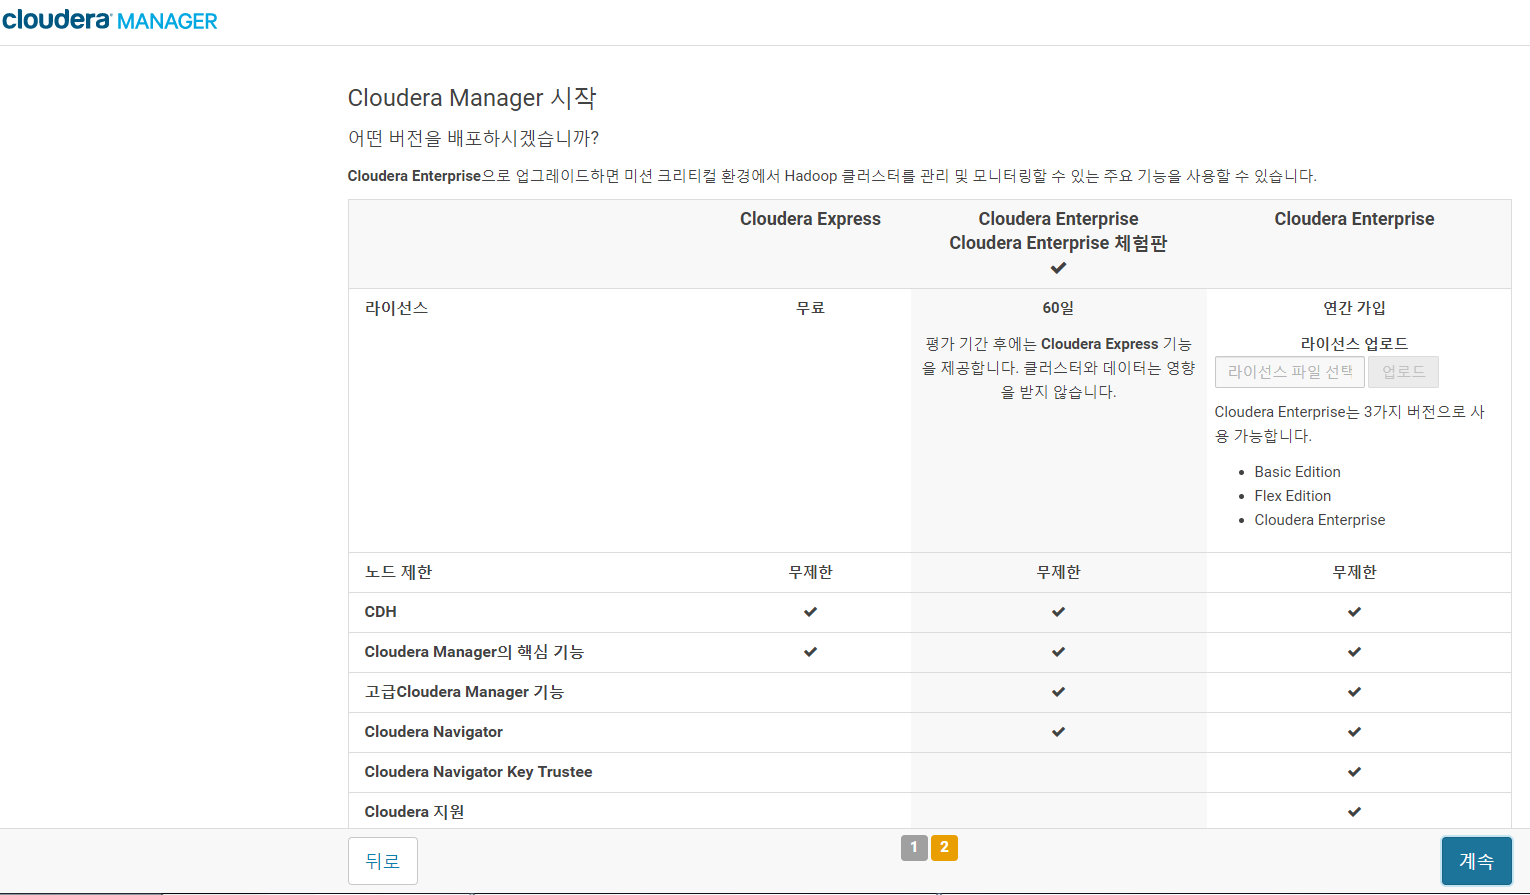 cloudera MANAGER
Cloudera Manager 시작
어떤 버전을 배포하시겠습니까?
Cloudera Enterprise으로 업그레이드하면 미션 크리티컬 환경에서 Hadoop 클러스터를 관리 및 모니터링할 수 있는 주요 기능을 사용할 수 있습니다.
Cloudera Express
Cloudera Enterprise
Cloudera Enterprise 체험판
Cloudera Enterprise
라이선스
무료
60일
평가 기간 후에는 Cloudera Express 기능
을 제공합니다. 클러스터와 데이터는 영향
을 받지 않습니다.
연간 가입
라이선스 업로드
라이선스 파일 선택 업로드
Cloudera Enterprise는 3가지 버전으로 사
용 가능합니다.
• Basic Edition
• Flex Edition
• Cloudera Enterprise
노드 제한 무제한 무제한 무제한
CDH ✔ ✔ ✔
Cloudera Manager의 핵심 기능 ✔ ✔ ✔
고급Cloudera Manager 기능 ✔ ✔
Cloudera Navigator ✔ ✔
Cloudera Navigator Key Trustee ✔
Cloudera 지원 ✔
뒤로 1 2 계속